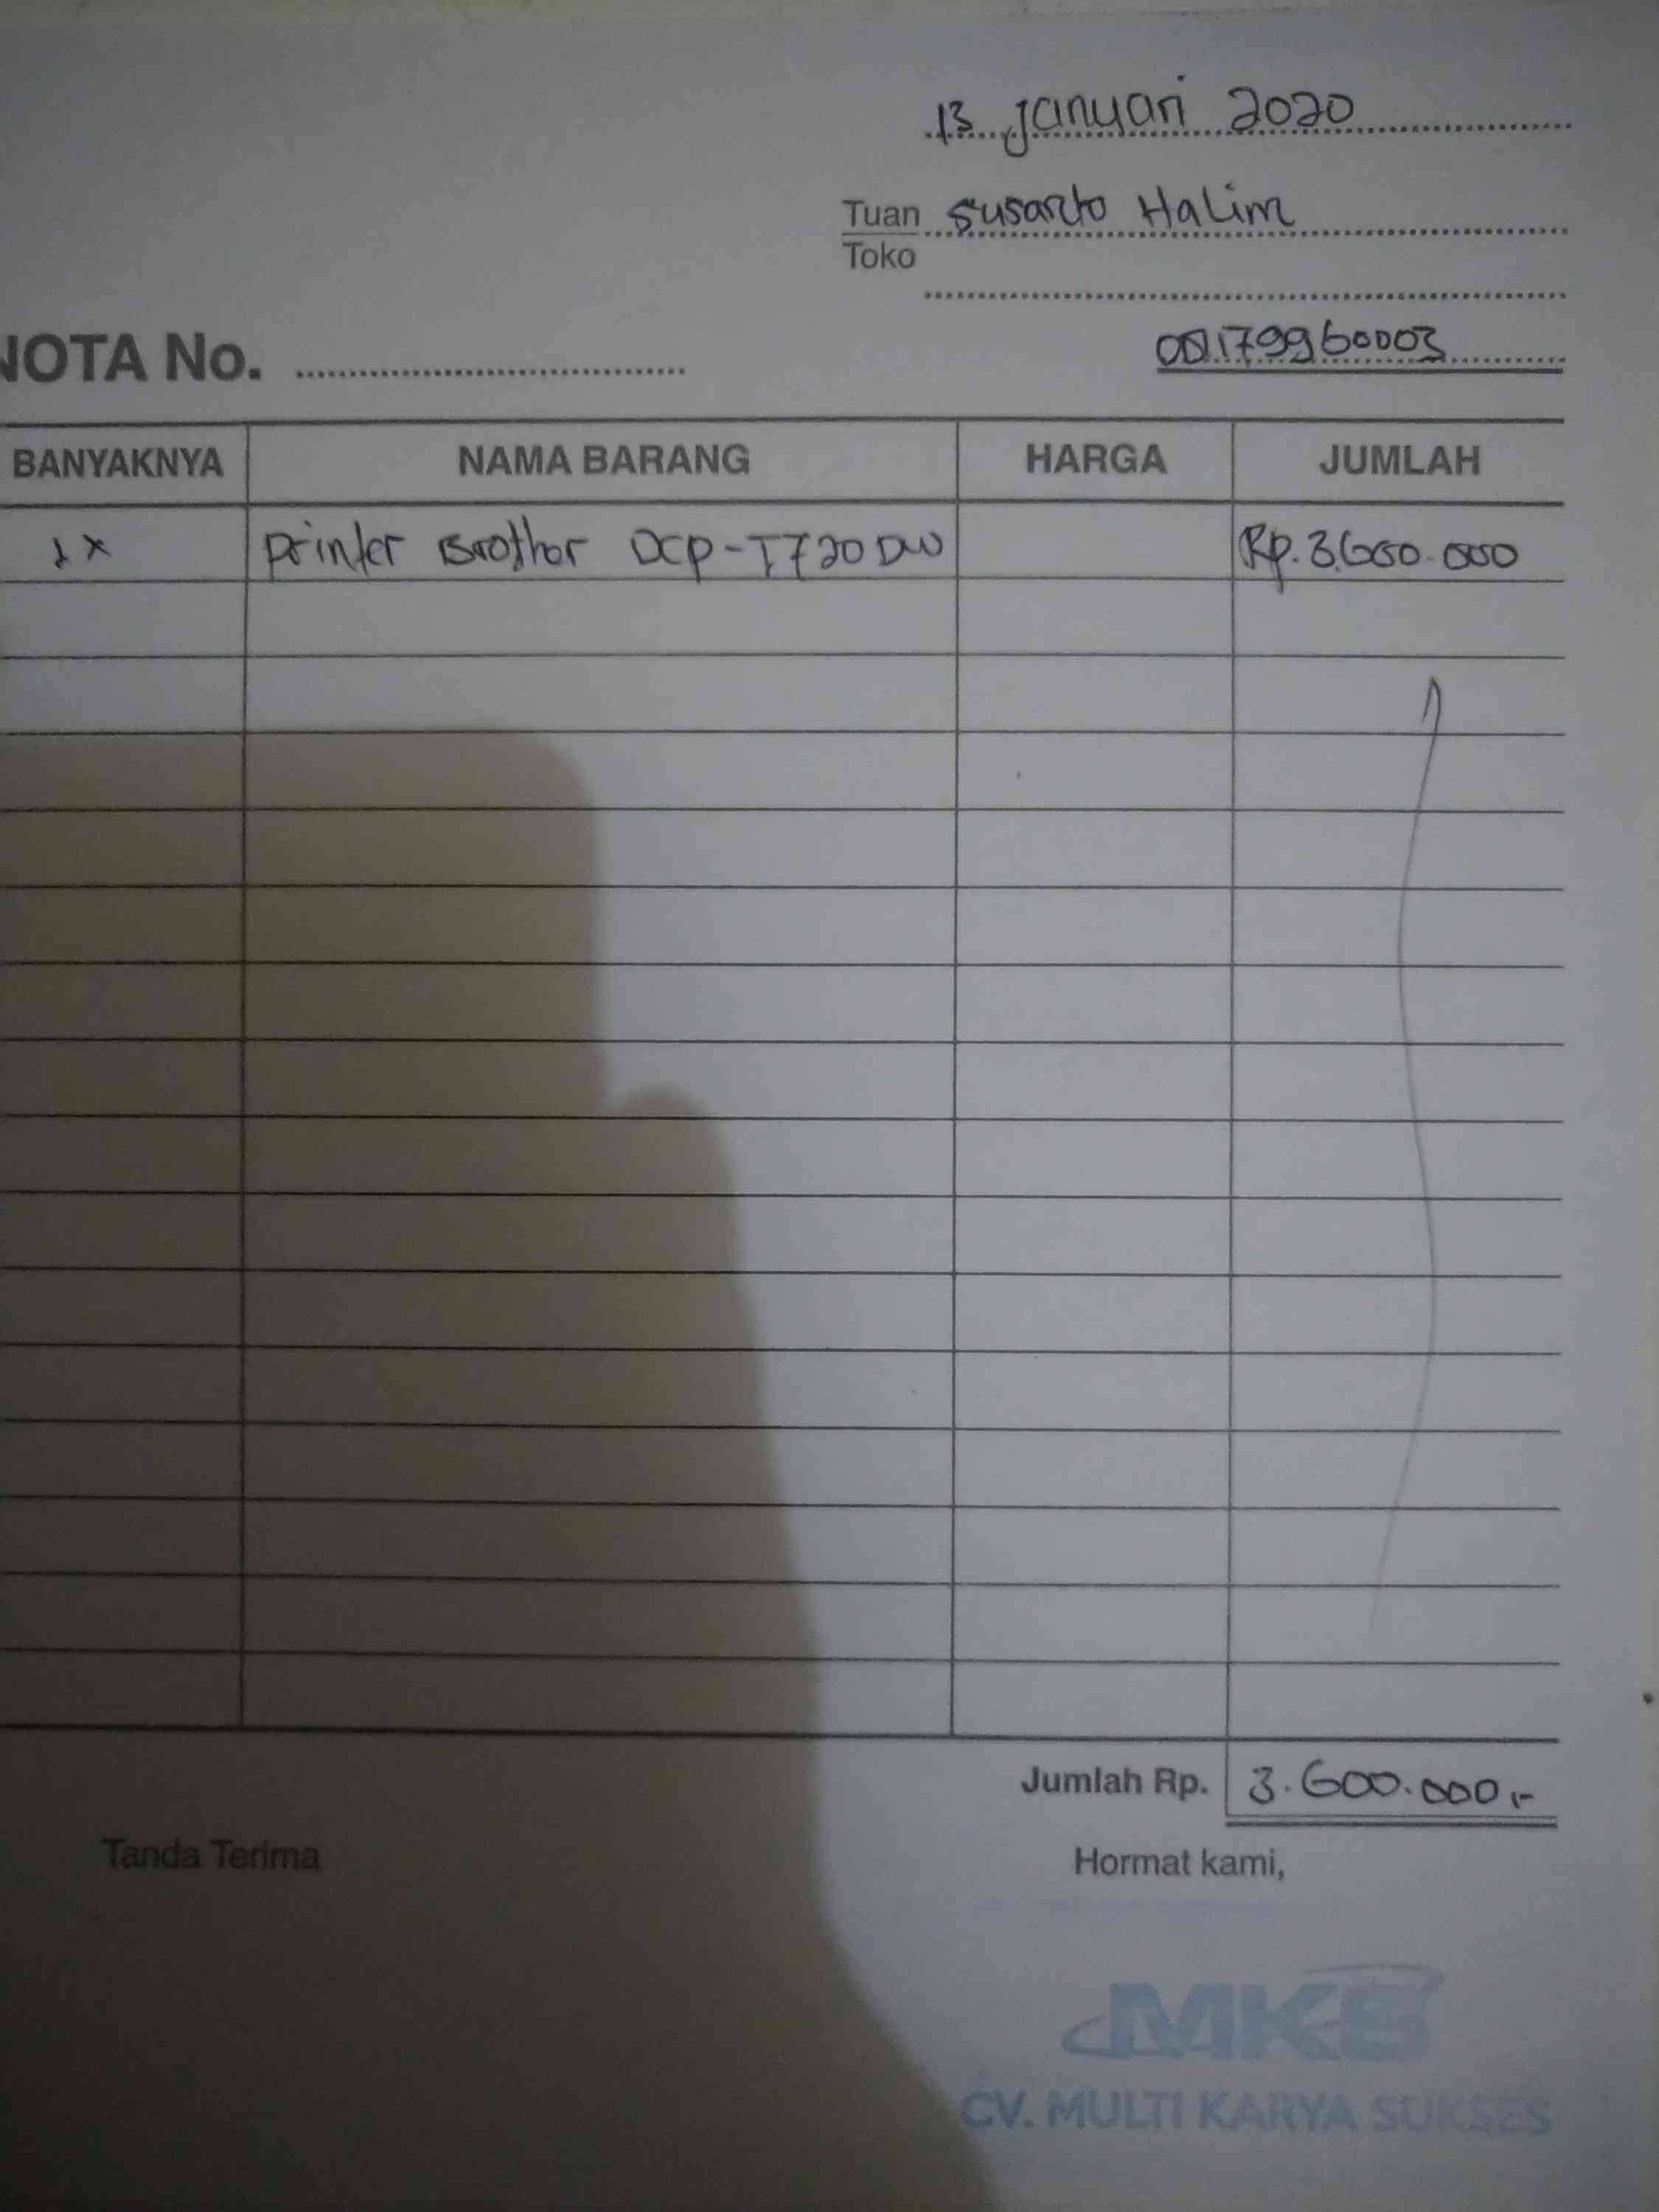 13 Januari 2020
Tuan Susanto Halim
Toko
NOTA No.
08179960003
BANYAKNYA NAMA BARANG HARGA JUMLAH
1x Printer Brother DCP-T720DW Rp.3.600.000
Jumlah Rp. 3.600.000,-
Tanda Terima Hormat kami,
MKS
CV. MULTI KARYA SUKSES